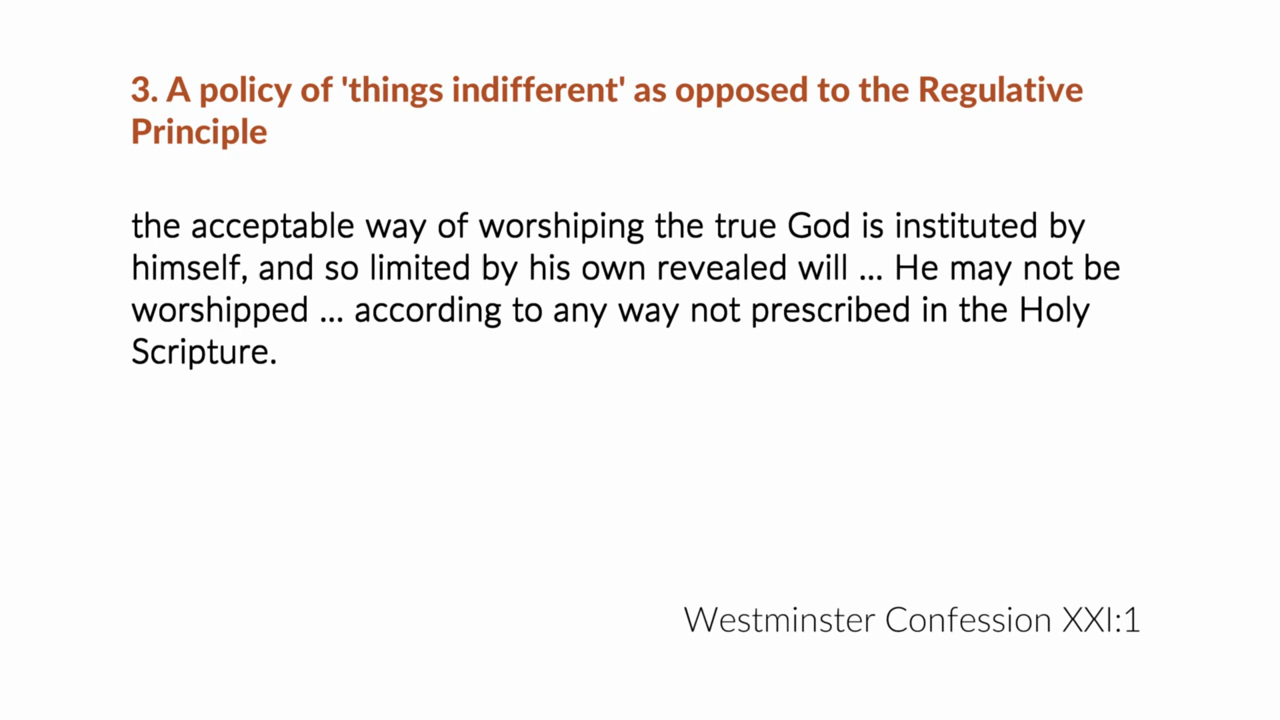 3. A policy of 'things indifferent' as opposed to the Regulative
Principle
the acceptable way of worshiping the true God is instituted by
himself, and so limited by his own revealed will ... He may not be
worshipped ... according to any way not prescribed in the Holy
Scripture.
Westminster Confession XXI:1